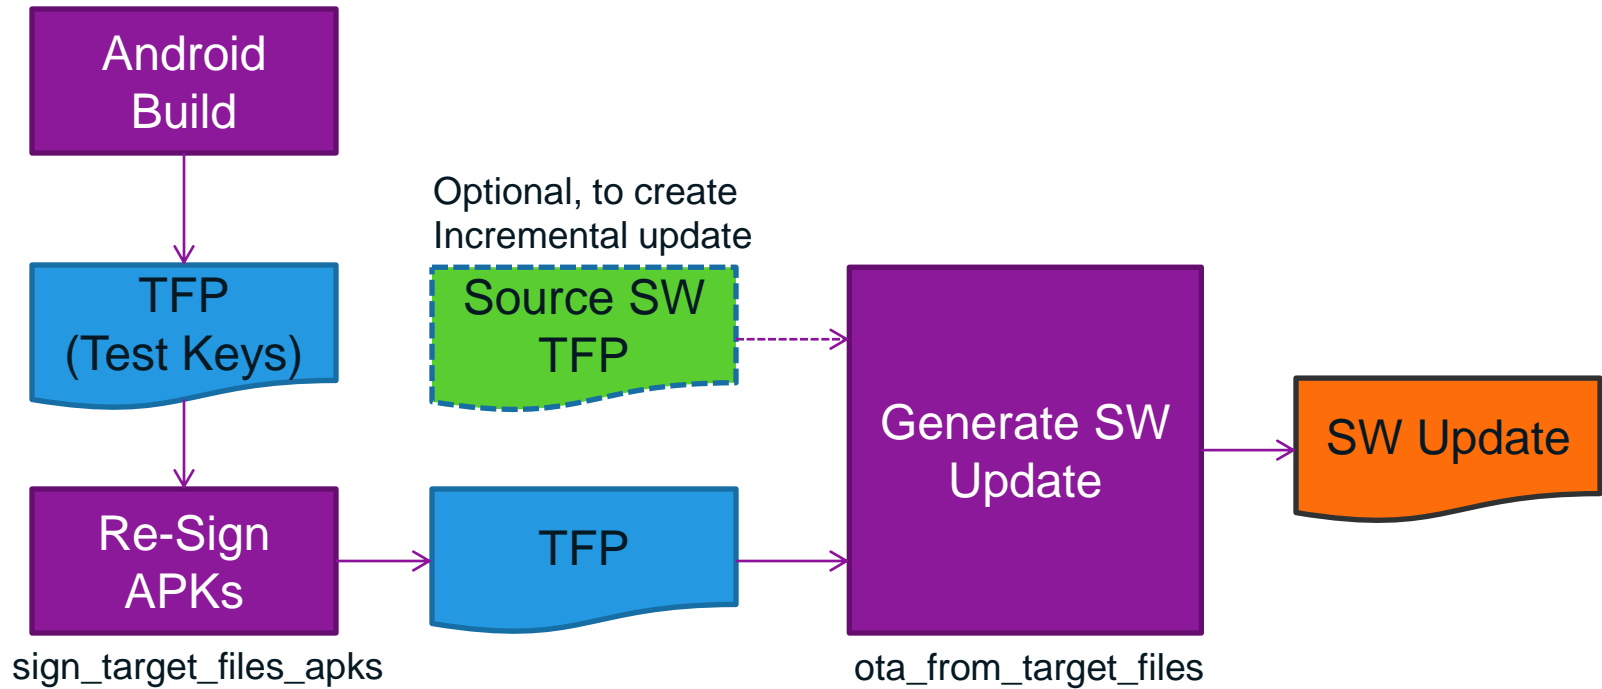 Android
Build
TFP
(Test Keys)
Re-Sign
APKs
sign_target_files_apks
Optional, to create
Incremental update
Source SW
TFP
TFP
Generate SW
Update
ota_from_target_files
SW Update